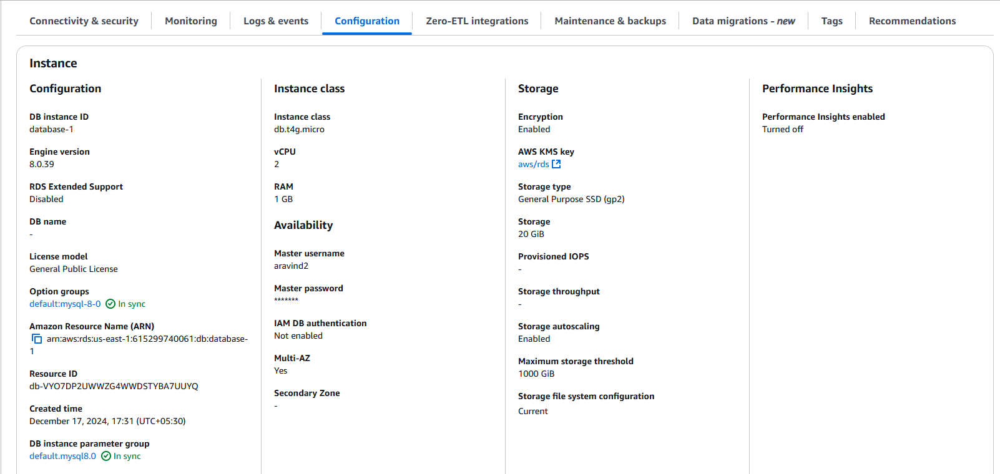 Connectivity & security
Monitoring
Logs & events
Configuration
Zero-ETL integrations
Maintenance & backups
Data migrations - new
Tags
Recommendations
Instance
Configuration
DB instance ID
database-1
Engine version
8.0.39
RDS Extended Support
Disabled
DB name
-
License model
General Public License
Option groups
default:mysql-8-0 In sync
Amazon Resource Name (ARN)
arn:aws:rds:us-east-1:615299740061:db:database-
1
Resource ID
db-VYO7DP2UWWZG4WWDSTYBA7UUYQ
Created time
December 17, 2024, 17:31 (UTC+05:30)
DB instance parameter group
default.mysql8.0 In sync
Instance class
Instance class
db.t4g.micro
vCPU
2
RAM
1 GB
Availability
Master username
aravind2
Master password
*******
IAM DB authentication
Not enabled
Multi-AZ
Yes
Secondary Zone
-
Storage
Encryption
Enabled
AWS KMS key
aws/rds
Storage type
General Purpose SSD (gp2)
Storage
20 GiB
Provisioned IOPS
-
Storage throughput
-
Storage autoscaling
Enabled
Maximum storage threshold
1000 GiB
Storage file system configuration
Current
Performance Insights
Performance Insights enabled
Turned off